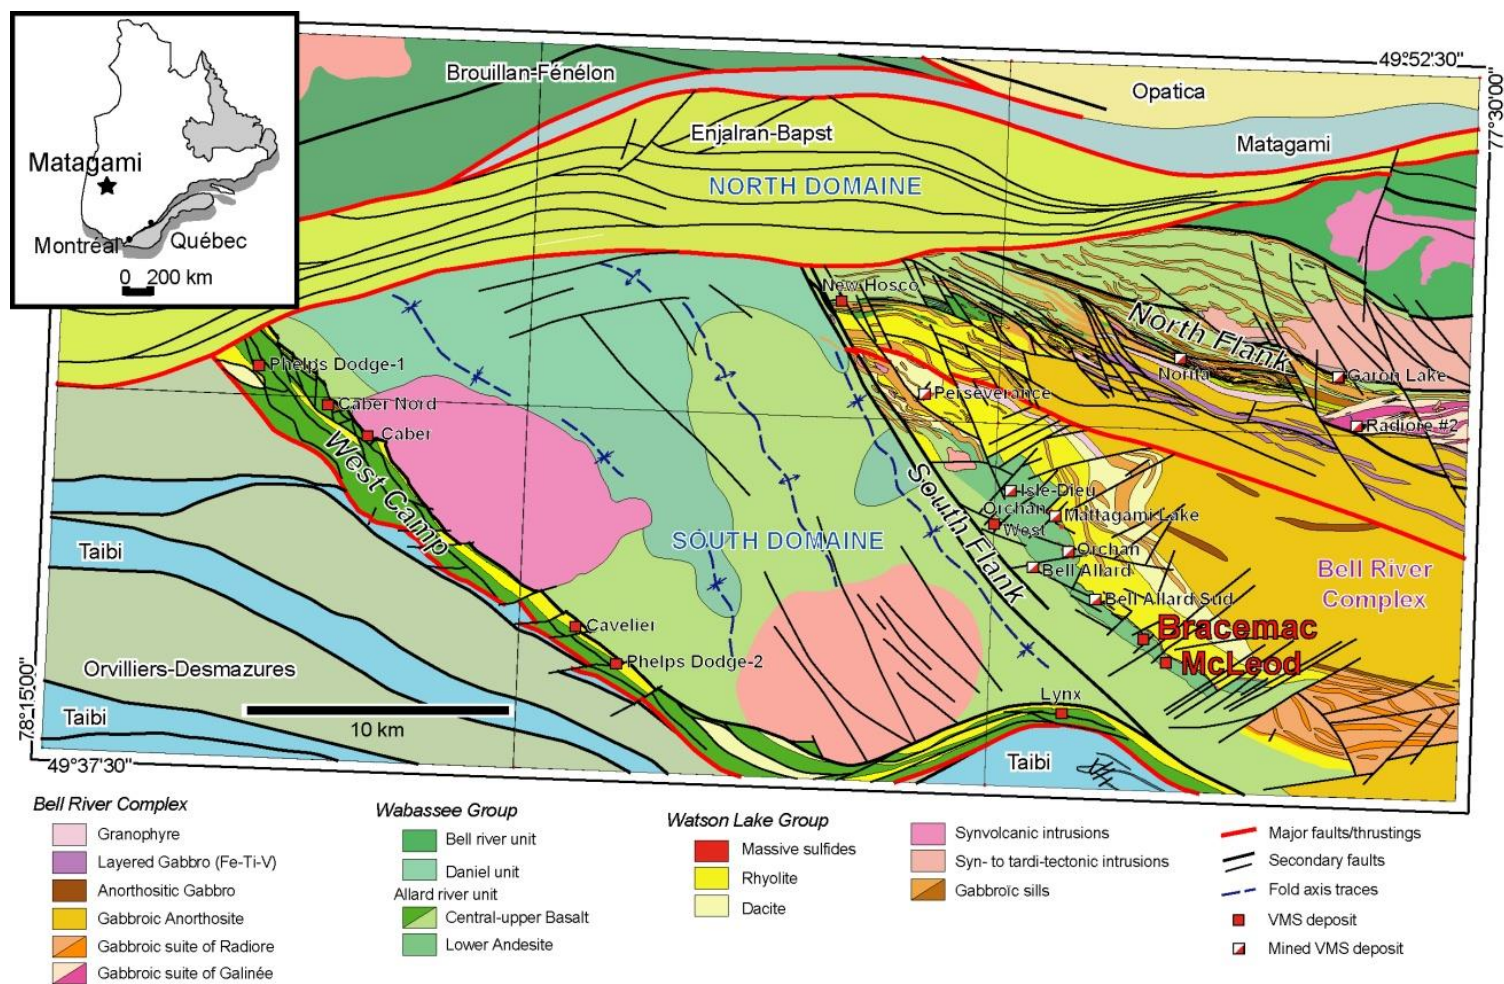 Matagami
Montréal
Québec
0 200 km
49°52'30"
77°30'00"
Brouillan-Fénélon
Opatica
Enjalran-Bapst
Matagami
NORTH DOMAINE
New Hosco
North Flank
Phelps Dodge-1
Norita
Garon Lake
Perseverance
Caber Nord
Radiore #2
Caber
West Camp
South Flank
Isle-Dieu
Orchan
West
Mattagami Lake
SOUTH DOMAINE
Taibi
Orchan
Bell Allard
Bell River
Complex
Bell Allard Sud
Cavelier
Bracemac
McLeod
Phelps Dodge-2
Orvilliers-Desmazures
Lynx
Taibi
10 km
Taibi
78°15'00"
49°37'30"
Bell River Complex
Granophyre
Layered Gabbro (Fe-Ti-V)
Anorthositic Gabbro
Gabbroic Anorthosite
Gabbroic suite of Radiore
Gabbroic suite of Galinée
Wabassee Group
Bell river unit
Daniel unit
Allard river unit
Central-upper Basalt
Lower Andesite
Watson Lake Group
Massive sulfides
Rhyolite
Dacite
Synvolcanic intrusions
Syn- to tardi-tectonic intrusions
Gabbroïc sills
Major faults/thrustings
Secondary faults
Fold axis traces
VMS deposit
Mined VMS deposit